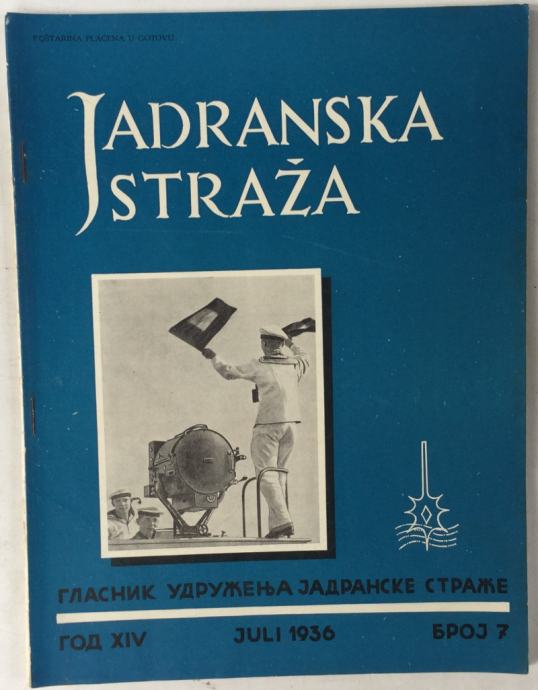 POŠTARINA PLAĆENA U GOTOVU.
JADRANSKA
STRAŽA
ГЛАСНИК УДРУЖЕЊА ЈАДРАНСКЕ СТРАЖЕ
ГОД XIV JULI 1936 БРОЈ 7